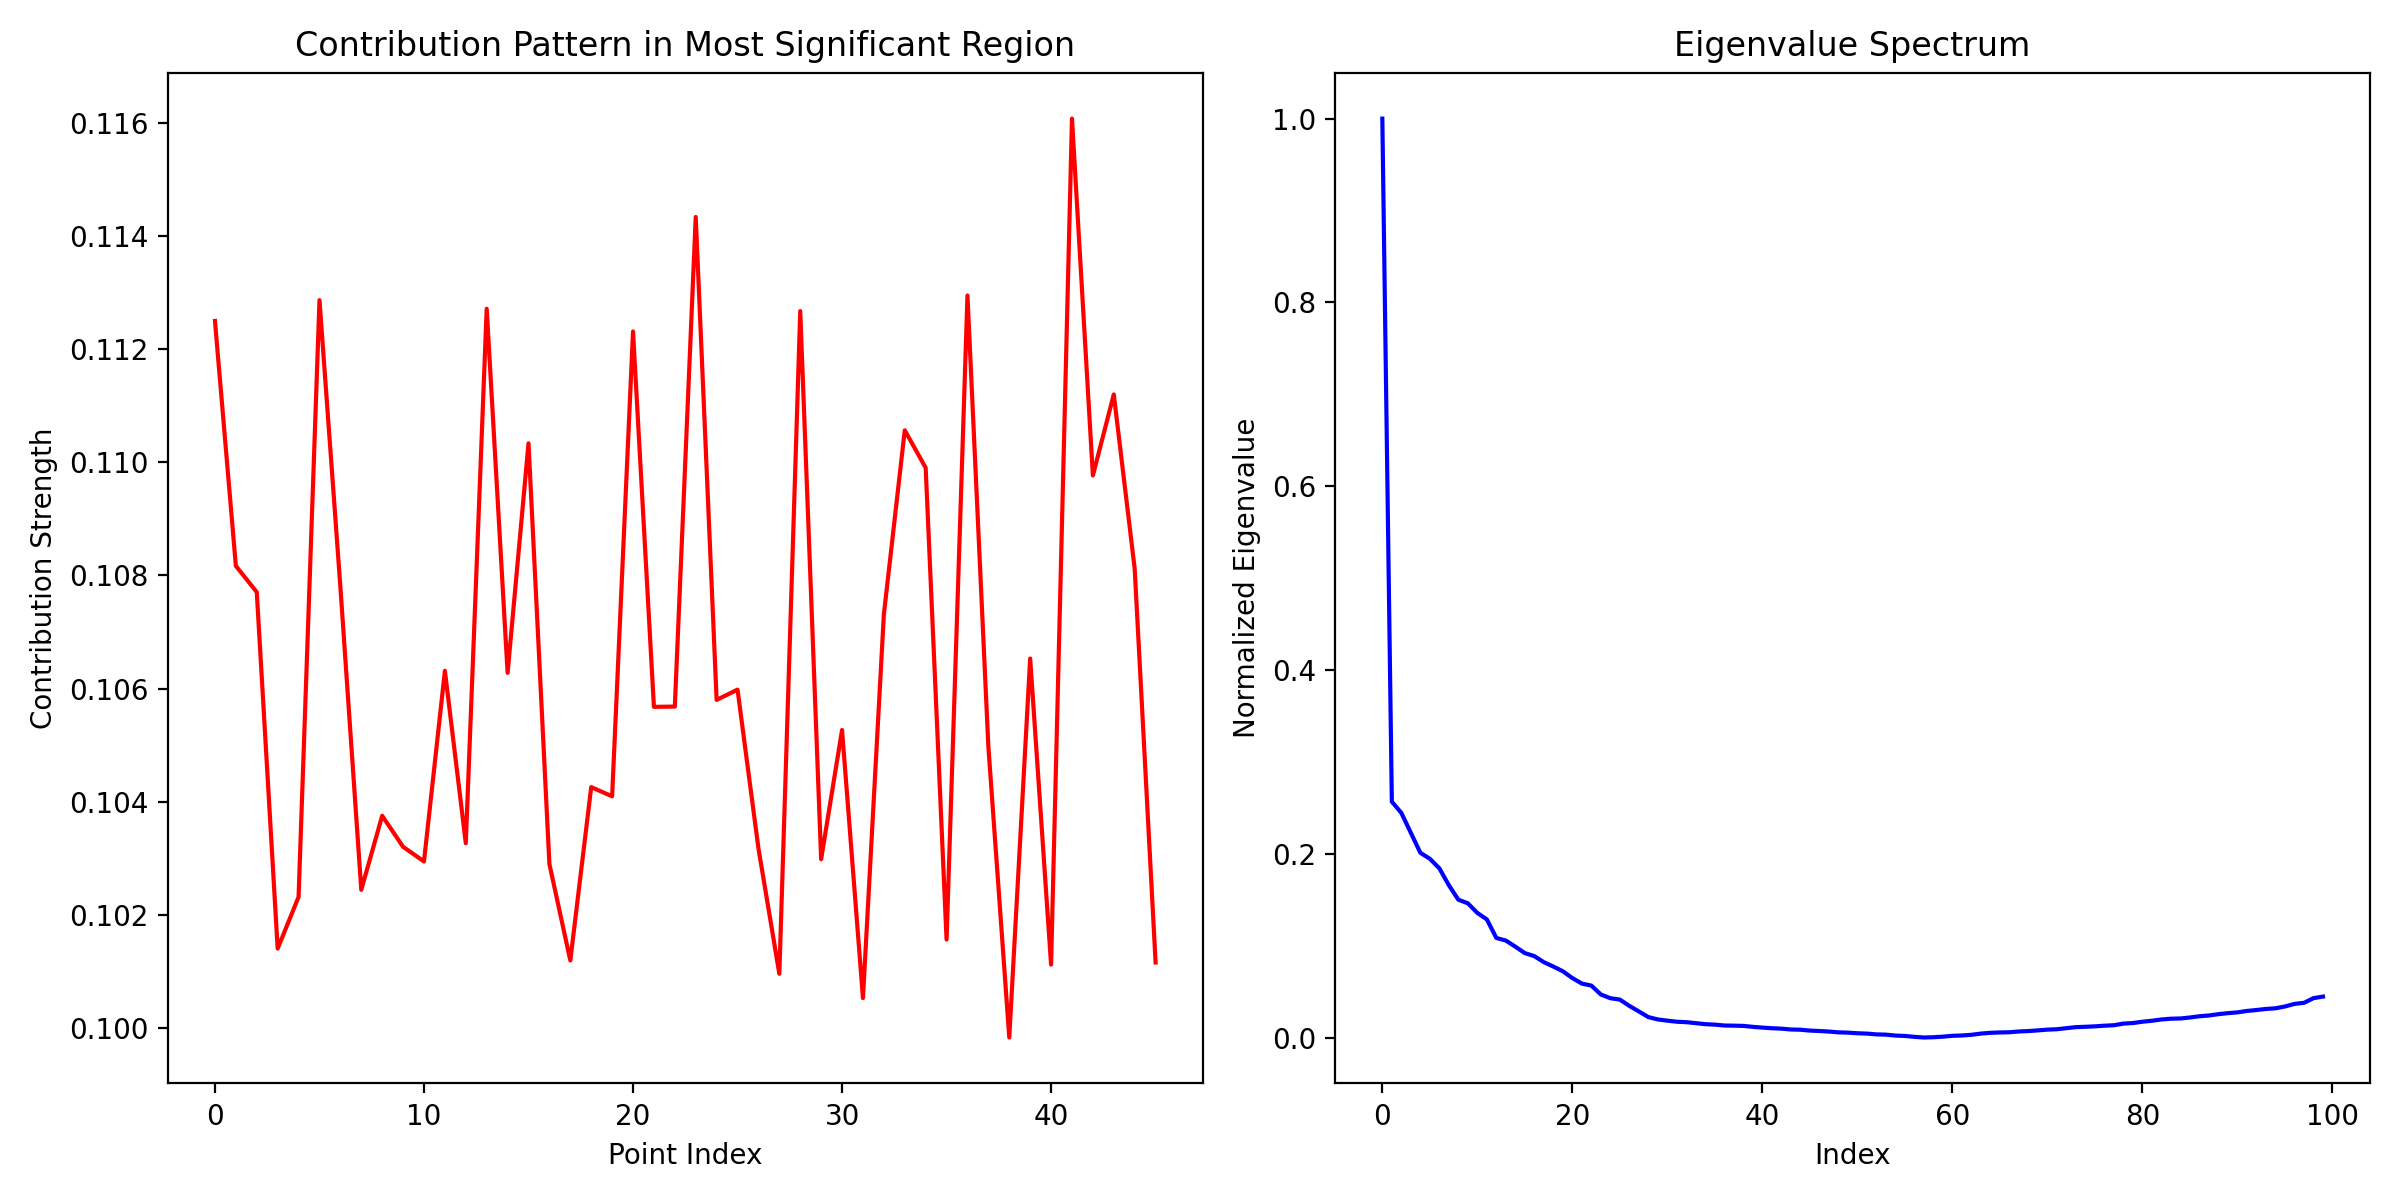 Contribution Pattern in Most Significant Region
Contribution Strength
0.116
0.114
0.112
0.110
0.108
0.106
0.104
0.102
0.100
0 10 20 30 40
Point Index
Eigenvalue Spectrum
Normalized Eigenvalue
1.0
0.8
0.6
0.4
0.2
0.0
0 20 40 60 80 100
Index